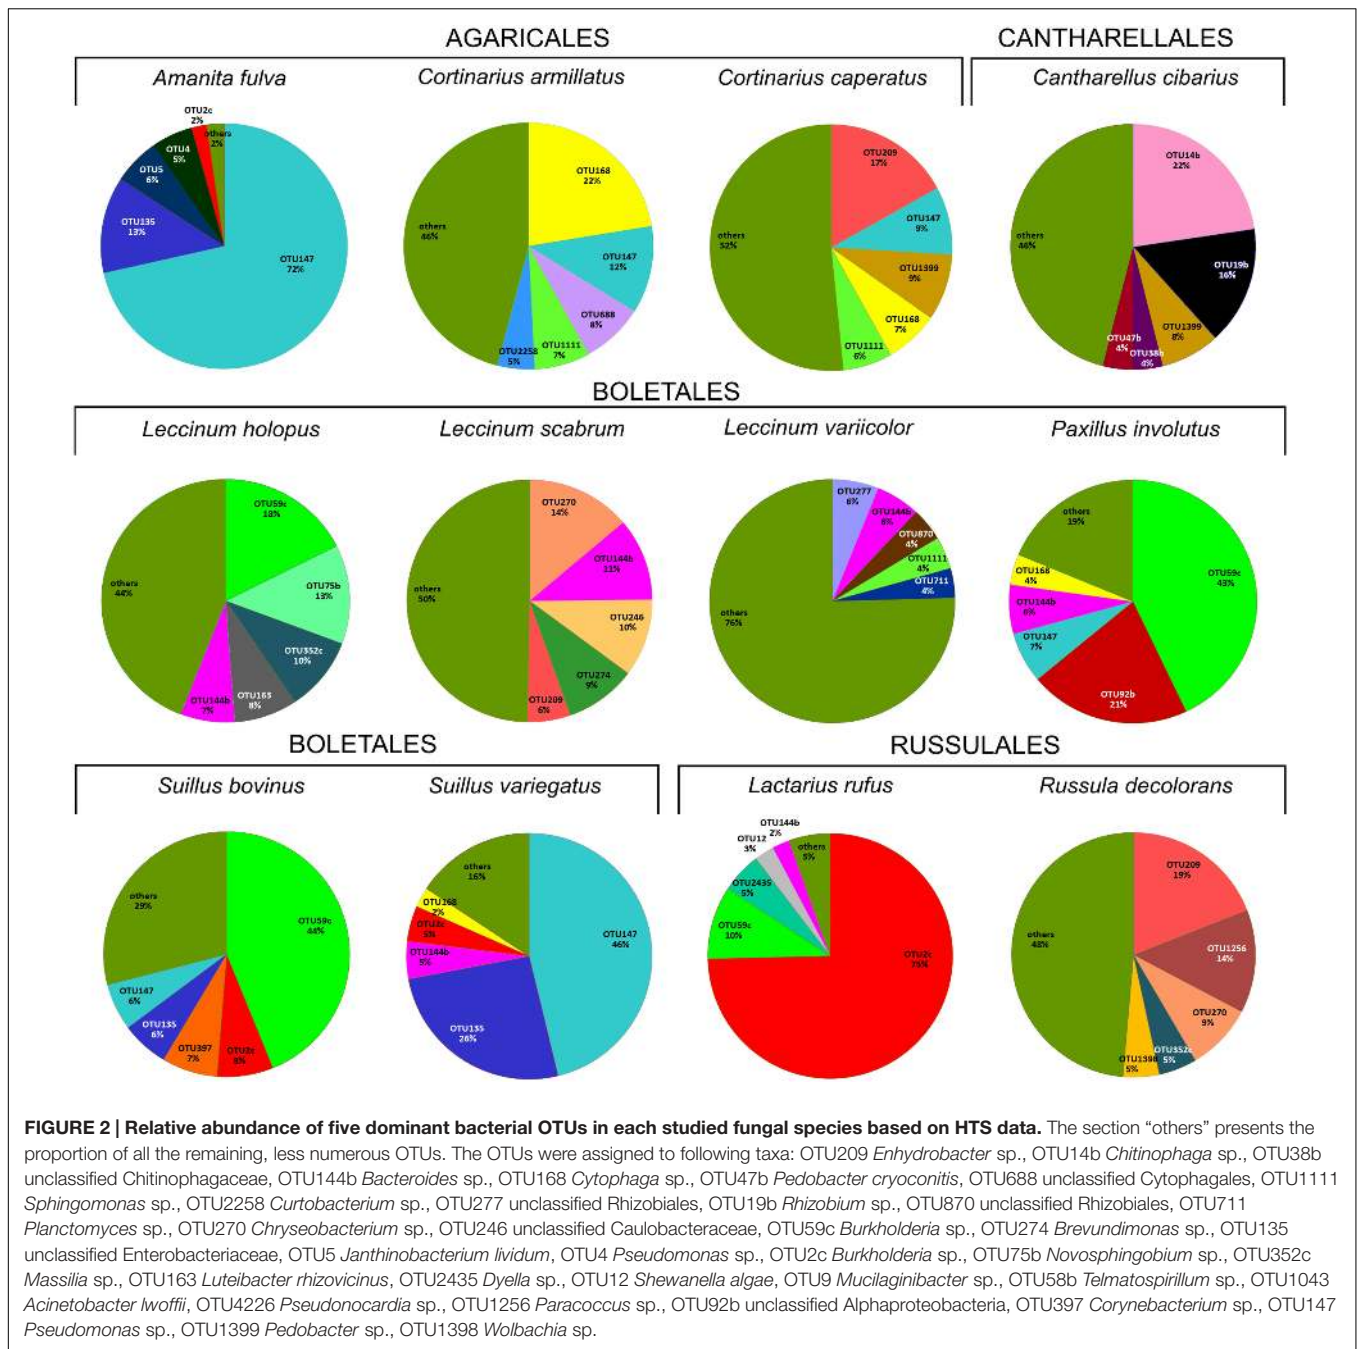 AGARICALES
CANTHARELLALES
Amanita fulva
Cortinarius armillatus
Cortinarius caperatus
Cantharellus cibarius
OTU2c
2%
others
2%
OTU4
5%
OTU5
6%
OTU135
13%
OTU147
72%
OTU168
22%
OTU147
12%
OTU688
8%
OTU1111
7%
OTU2258
5%
others
46%
OTU209
17%
OTU147
9%
OTU1399
9%
OTU168
7%
OTU1111
6%
others
52%
OTU14b
22%
OTU19b
16%
OTU1399
8%
OTU38b
4%
OTU47b
4%
others
46%
BOLETALES
Leccinum holopus
Leccinum scabrum
Leccinum variicolor
Paxillus involutus
OTU59c
18%
OTU75b
13%
OTU352c
10%
OTU163
8%
OTU144b
7%
others
44%
OTU270
14%
OTU144b
11%
OTU246
10%
OTU274
9%
OTU209
6%
others
50%
OTU277
6%
OTU144b
6%
OTU870
4%
OTU1111
4%
OTU711
4%
others
76%
OTU59c
43%
OTU92b
21%
OTU147
7%
OTU144b
6%
OTU168
4%
others
19%
BOLETALES
RUSSULALES
Suillus bovinus
Suillus variegatus
Lactarius rufus
Russula decolorans
OTU59c
44%
OTU2c
8%
OTU397
7%
OTU135
6%
OTU147
6%
others
29%
OTU147
46%
OTU135
26%
OTU144b
5%
OTU2c
5%
OTU168
2%
others
16%
OTU2c
75%
OTU59c
10%
OTU2435
5%
OTU12
3%
OTU144b
2%
others
5%
OTU209
19%
OTU1256
14%
OTU270
9%
OTU352c
5%
OTU1398
5%
others
48%
FIGURE 2 | Relative abundance of five dominant bacterial OTUs in each studied fungal species based on HTS data. The section “others” presents the
proportion of all the remaining, less numerous OTUs. The OTUs were assigned to following taxa: OTU209 Enhydrobacter sp., OTU14b Chitinophaga sp., OTU38b
unclassified Chitinophagaceae, OTU144b Bacteroides sp., OTU168 Cytophaga sp., OTU47b Pedobacter cryoconitis, OTU688 unclassified Cytophagales, OTU1111
Sphingomonas sp., OTU2258 Curtobacterium sp., OTU277 unclassified Rhizobiales, OTU19b Rhizobium sp., OTU870 unclassified Rhizobiales, OTU711
Planctomyces sp., OTU270 Chryseobacterium sp., OTU246 unclassified Caulobacteraceae, OTU59c Burkholderia sp., OTU274 Brevundimonas sp., OTU135
unclassified Enterobacteriaceae, OTU5 Janthinobacterium lividum, OTU4 Pseudomonas sp., OTU2c Burkholderia sp., OTU75b Novosphingobium sp., OTU352c
Massilia sp., OTU163 Luteibacter rhizovicinus, OTU2435 Dyella sp., OTU12 Shewanella algae, OTU9 Mucilaginibacter sp., OTU58b Telmatospirillum sp., OTU1043
Acinetobacter lwoffii, OTU4226 Pseudonocardia sp., OTU1256 Paracoccus sp., OTU92b unclassified Alphaproteobacteria, OTU397 Corynebacterium sp., OTU147
Pseudomonas sp., OTU1399 Pedobacter sp., OTU1398 Wolbachia sp.